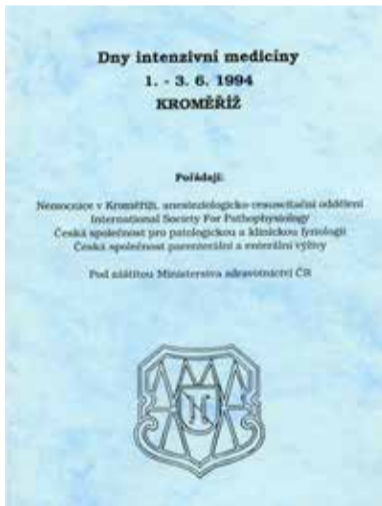 Dny intenzivní medicíny
1. - 3. 6. 1994
KROMĚŘÍŽ
Pořádají:
Nemocnice v Kroměříži, anesteziologicko-resuscitační oddělení
International Society For Pathophysiology
Česká společnost pro patologickou a klinickou fyziologii
Česká společnost parenterální a enterální výživy
Pod záštitou Ministerstva zdravotnictví ČR